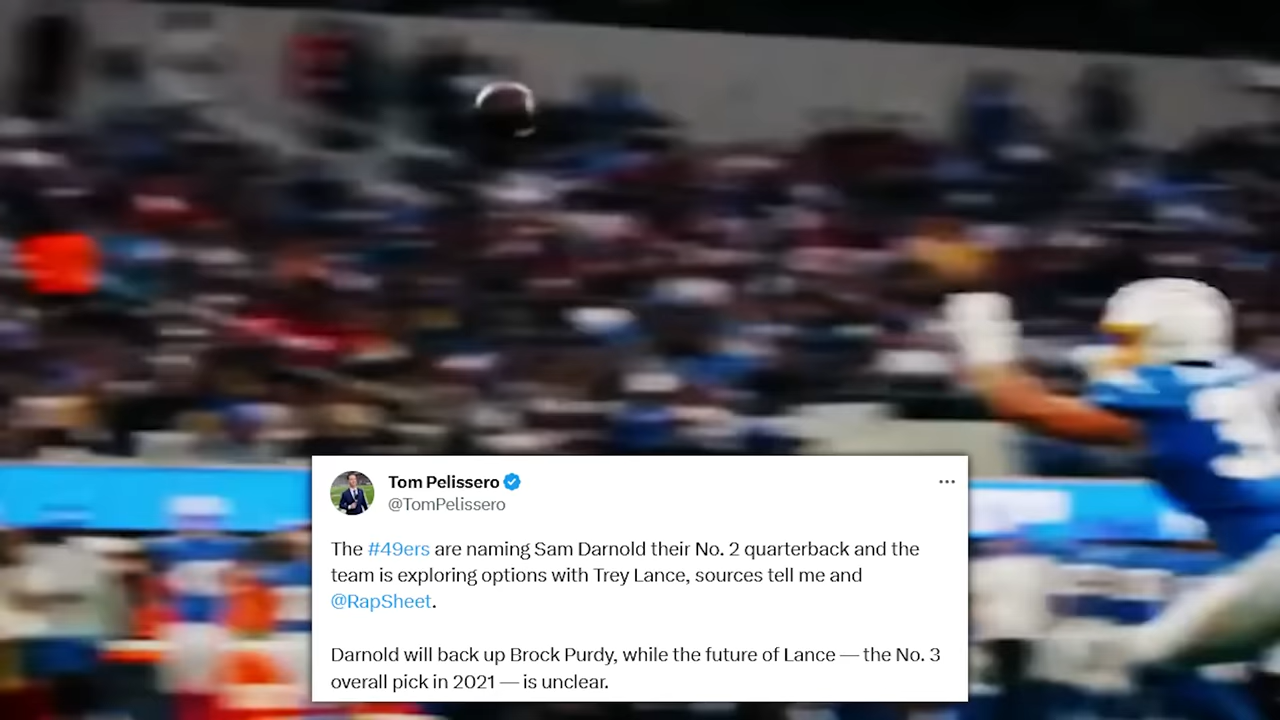 Tom Pelissero
@TomPelissero
The #49ers are naming Sam Darnold their No. 2 quarterback and the
team is exploring options with Trey Lance, sources tell me and
@RapSheet.
Darnold will back up Brock Purdy, while the future of Lance — the No. 3
overall pick in 2021 — is unclear.